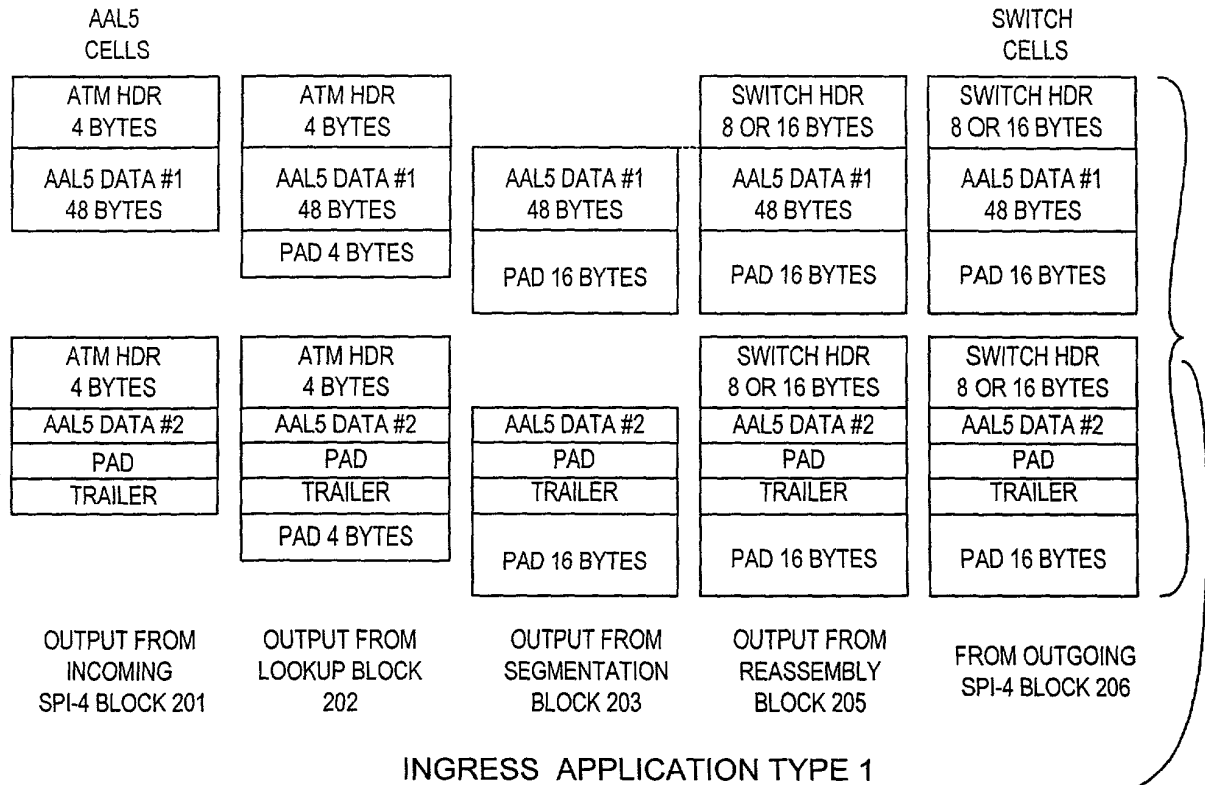 AAL5
CELLS
SWITCH
CELLS
ATM HDR
4 BYTES
AAL5 DATA #1
48 BYTES
ATM HDR
4 BYTES
AAL5 DATA #1
48 BYTES
PAD 4 BYTES
AAL5 DATA #1
48 BYTES
PAD 16 BYTES
SWITCH HDR
8 OR 16 BYTES
AAL5 DATA #1
48 BYTES
PAD 16 BYTES
SWITCH HDR
8 OR 16 BYTES
AAL5 DATA #1
48 BYTES
PAD 16 BYTES
ATM HDR
4 BYTES
AAL5 DATA #2
PAD
TRAILER
ATM HDR
4 BYTES
AAL5 DATA #2
PAD
TRAILER
PAD 4 BYTES
AAL5 DATA #2
PAD
TRAILER
PAD 16 BYTES
SWITCH HDR
8 OR 16 BYTES
AAL5 DATA #2
PAD
TRAILER
PAD 16 BYTES
SWITCH HDR
8 OR 16 BYTES
AAL5 DATA #2
PAD
TRAILER
PAD 16 BYTES
OUTPUT FROM
INCOMING
SPI-4 BLOCK 201
OUTPUT FROM
LOOKUP BLOCK
202
OUTPUT FROM
SEGMENTATION
BLOCK 203
OUTPUT FROM
REASSEMBLY
BLOCK 205
FROM OUTGOING
SPI-4 BLOCK 206
INGRESS APPLICATION TYPE 1